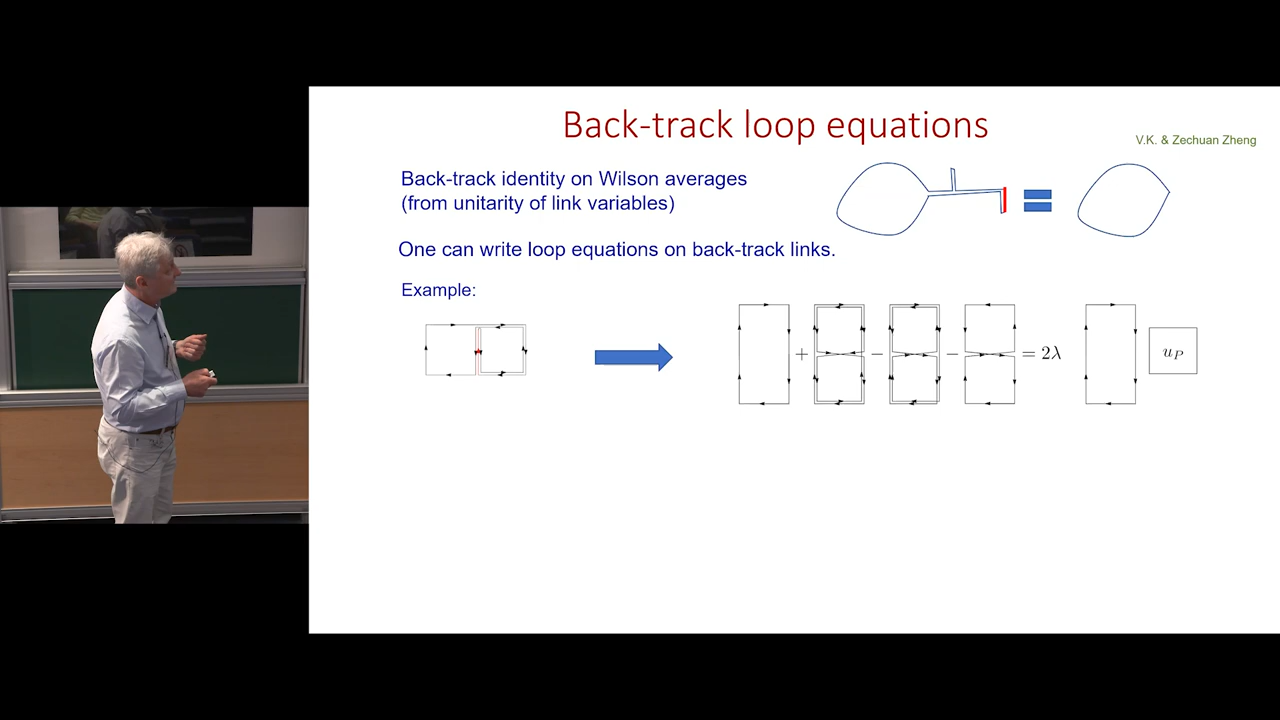 Back-track loop equations
V.K. & Zechuan Zheng
Back-track identity on Wilson averages
(from unitarity of link variables)
One can write loop equations on back-track links.
Example:
+ − − = 2λ u_P